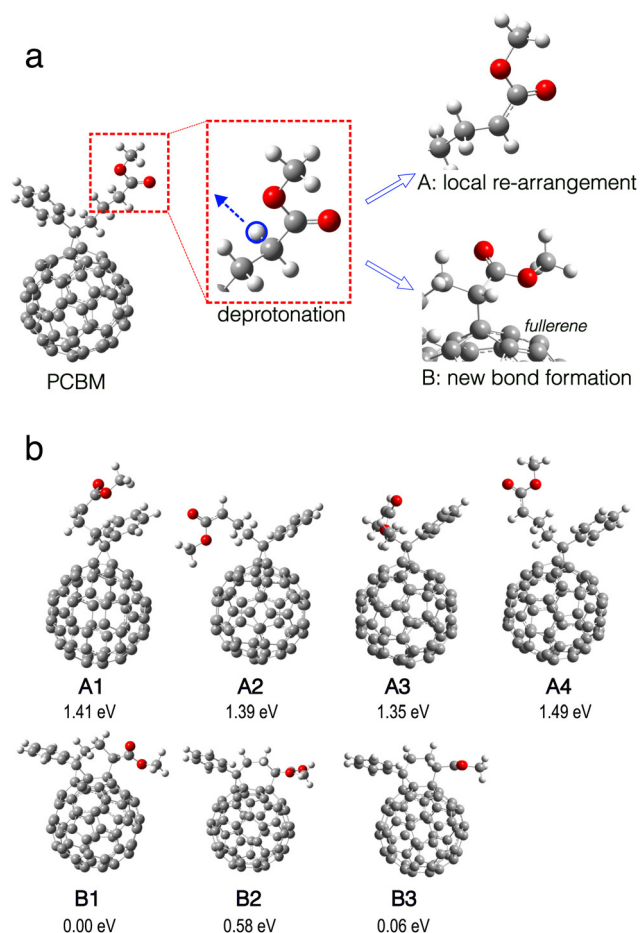 a
A: local re-arrangement
deprotonation
PCBM
fullerene
B: new bond formation
b
A1 A2 A3 A4
1.41 eV 1.39 eV 1.35 eV 1.49 eV
B1 B2 B3
0.00 eV 0.58 eV 0.06 eV